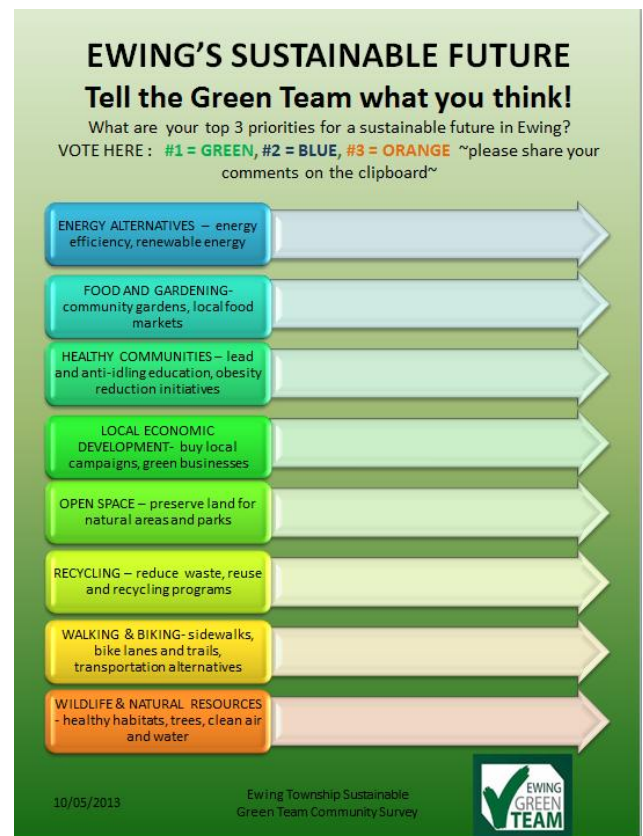 EWING'S SUSTAINABLE FUTURE
Tell the Green Team what you think!
What are your top 3 priorities for a sustainable future in Ewing?
VOTE HERE : #1 = GREEN, #2 = BLUE, #3 = ORANGE ~please share your
comments on the clipboard~
ENERGY ALTERNATIVES – energy
efficiency, renewable energy
FOOD AND GARDENING-
community gardens, local food
markets
HEALTHY COMMUNITIES – lead
and anti-idling education, obesity
reduction initiatives
LOCAL ECONOMIC
DEVELOPMENT- buy local
campaigns, green businesses
OPEN SPACE – preserve land for
natural areas and parks
RECYCLING – reduce waste, reuse
and recycling programs
WALKING & BIKING- sidewalks,
bike lanes and trails,
transportation alternatives
WILDLIFE & NATURAL RESOURCES
- healthy habitats, trees, clean air
and water
10/05/2013
Ewing Township Sustainable
Green Team Community Survey
EWING
GREEN
TEAM